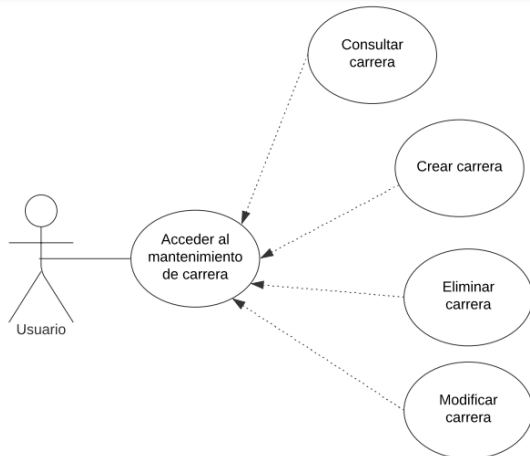 Consultar
carrera
Crear carrera
Acceder al
mantenimiento
de carrera
Eliminar
carrera
Usuario
Modificar
carrera